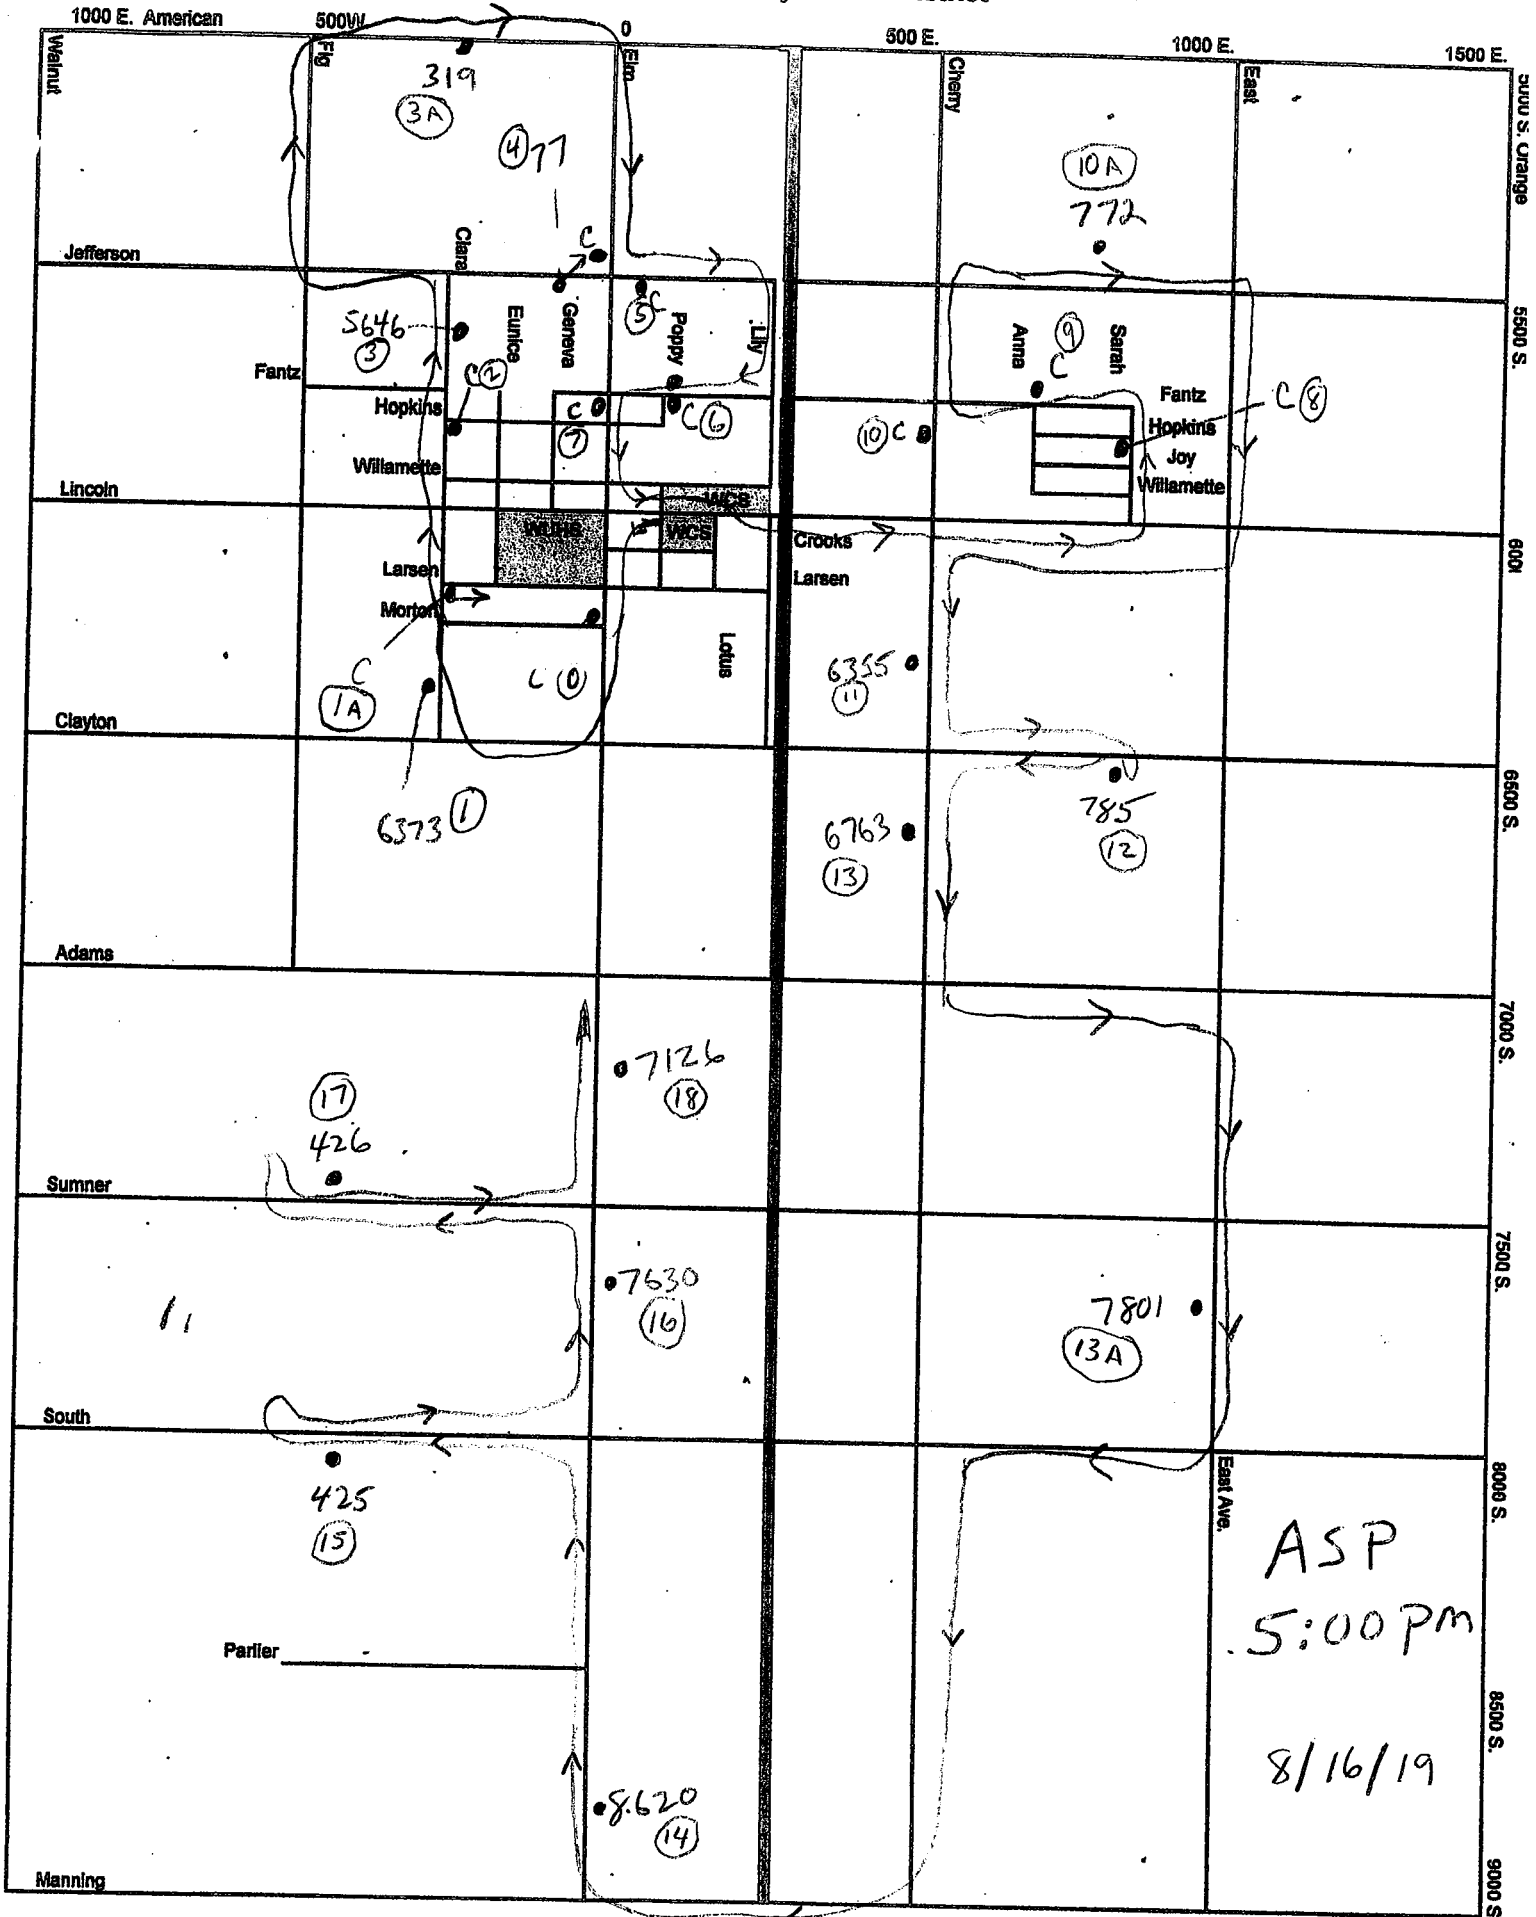 1000 E. American
500W
0
500 E.
1000 E.
1500 E.
Walnut
Fig
Elm
Cherry
East
5000 S. Orange
319
3A
4
77
10A
772
Jefferson
Clara
C
5500 S.
5646
3
Eunice
Geneva
5
C
Poppy
Lily
Anna
9
C
Sarah
Fantz
C
2
Fantz
Hopkins
C
7
C
6
10
C
Hopkins
C
8
Willamette
Joy
Willamette
Lincoln
WCS
WUHS
WCS
Crooks
Larsen
Larsen
Morton
Lotus
C
1A
C
0
6355
11
Clayton
6500 S.
6373
1
6763
13
785
12
Adams
7000 S.
7126
18
17
426
Sumner
7500 S.
7630
16
7801
13A
South
East Ave.
8000 S.
425
15
ASP
5:00 PM
Parlier
8500 S.
8/16/19
8620
14
Manning
9000 S